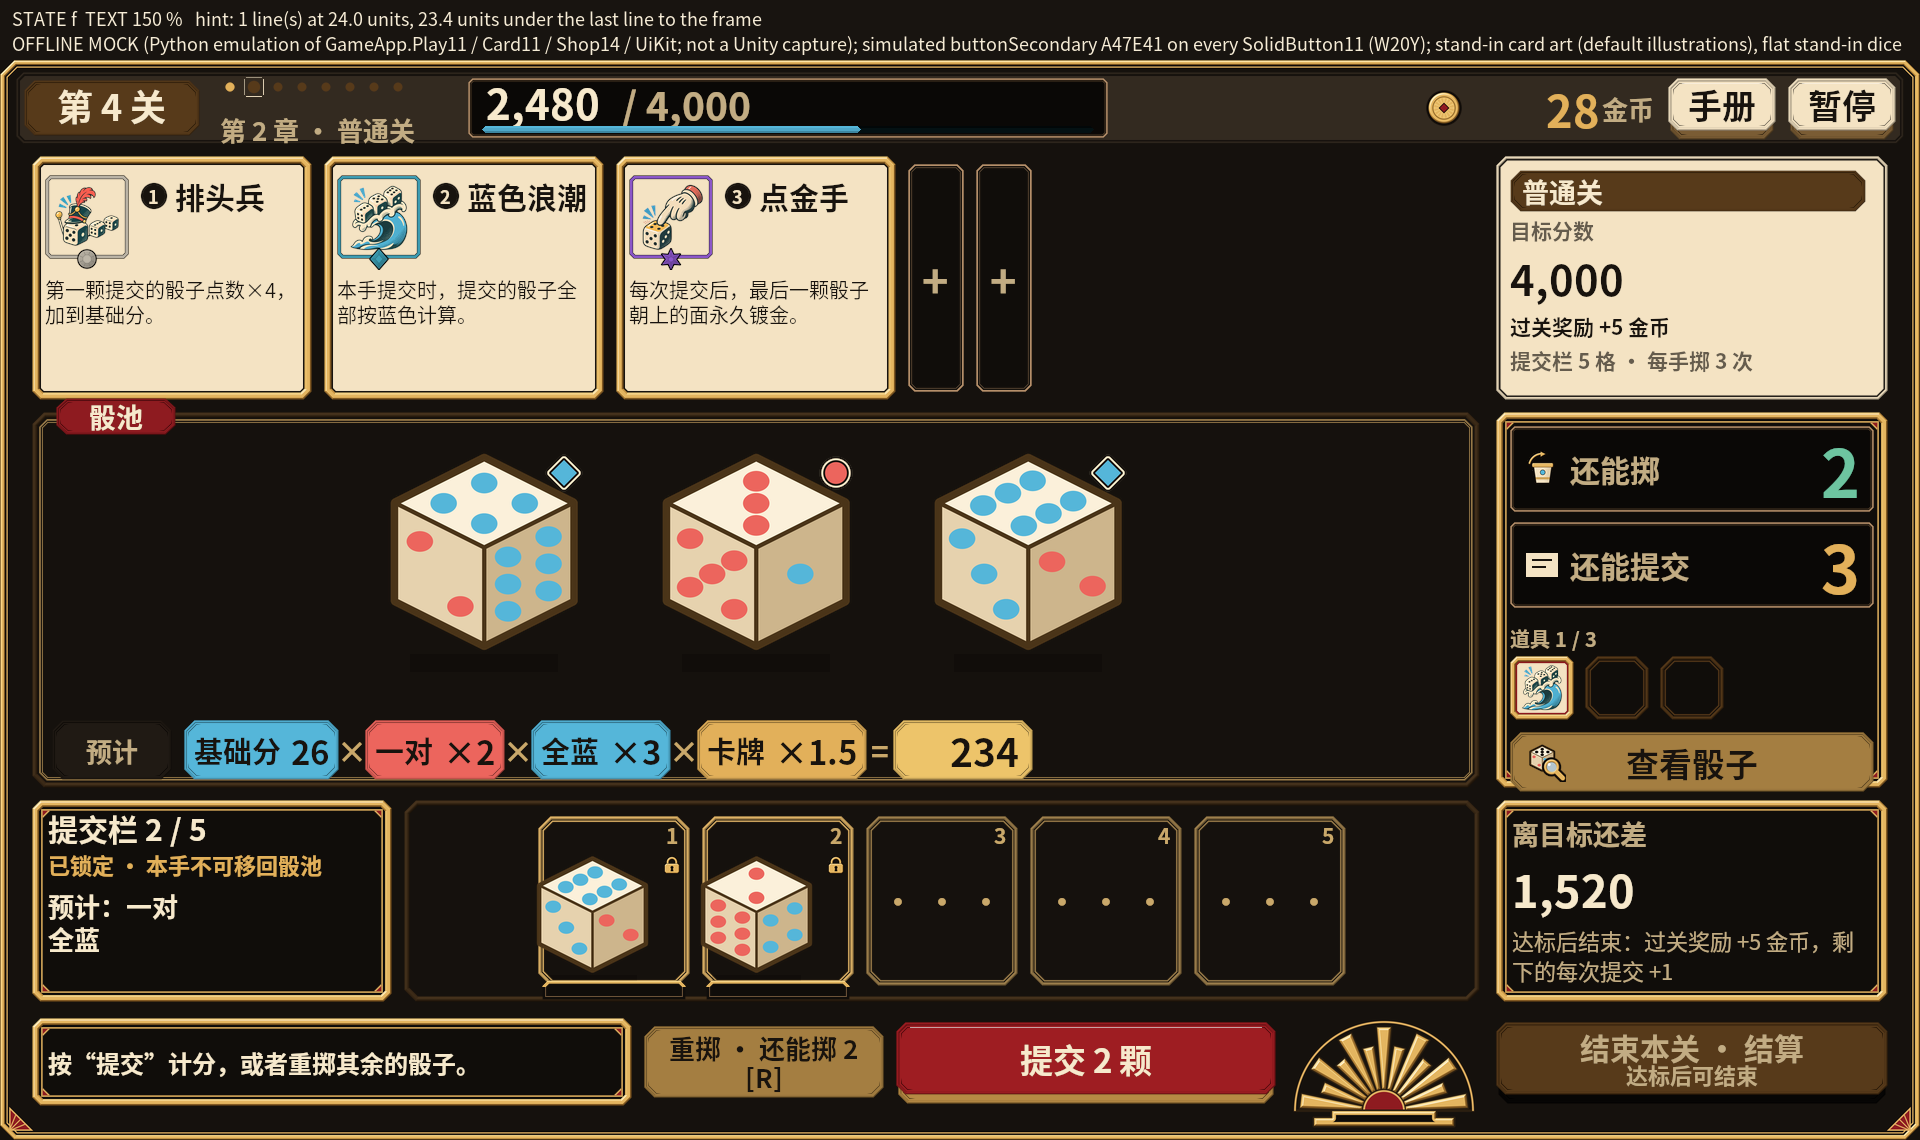 STATE f  TEXT 150 %   hint: 1 line(s) at 24.0 units, 23.4 units under the last line to the frame
OFFLINE MOCK (Python emulation of GameApp.Play11 / Card11 / Shop14 / UiKit; not a Unity capture); simulated buttonSecondary A47E41 on every SolidButton11 (W20Y); stand-in card art (default illustrations), flat stand-in dice
第 4 关
第 2 章 · 普通关
2,480 / 4,000
28金币
手册
暂停
1 排头兵
第一颗提交的骰子点数×4，
加到基础分。
2 蓝色浪潮
本手提交时，提交的骰子全
部按蓝色计算。
3 点金手
每次提交后，最后一颗骰子
朝上的面永久镀金。
+
+
普通关
目标分数
4,000
过关奖励 +5 金币
提交栏 5 格 · 每手掷 3 次
骰池
还能掷 2
还能提交 3
道具 1 / 3
查看骰子
预计 基础分 26 × 一对 ×2 × 全蓝 ×3 × 卡牌 ×1.5 = 234
提交栏 2 / 5
已锁定 · 本手不可移回骰池
预计：一对
全蓝
1
2
3
4
5
离目标还差
1,520
达标后结束：过关奖励 +5 金币，剩
下的每次提交 +1
按“提交”计分，或者重掷其余的骰子。
重掷 · 还能掷 2
[R]
提交 2 颗
结束本关 · 结算
达标后可结束